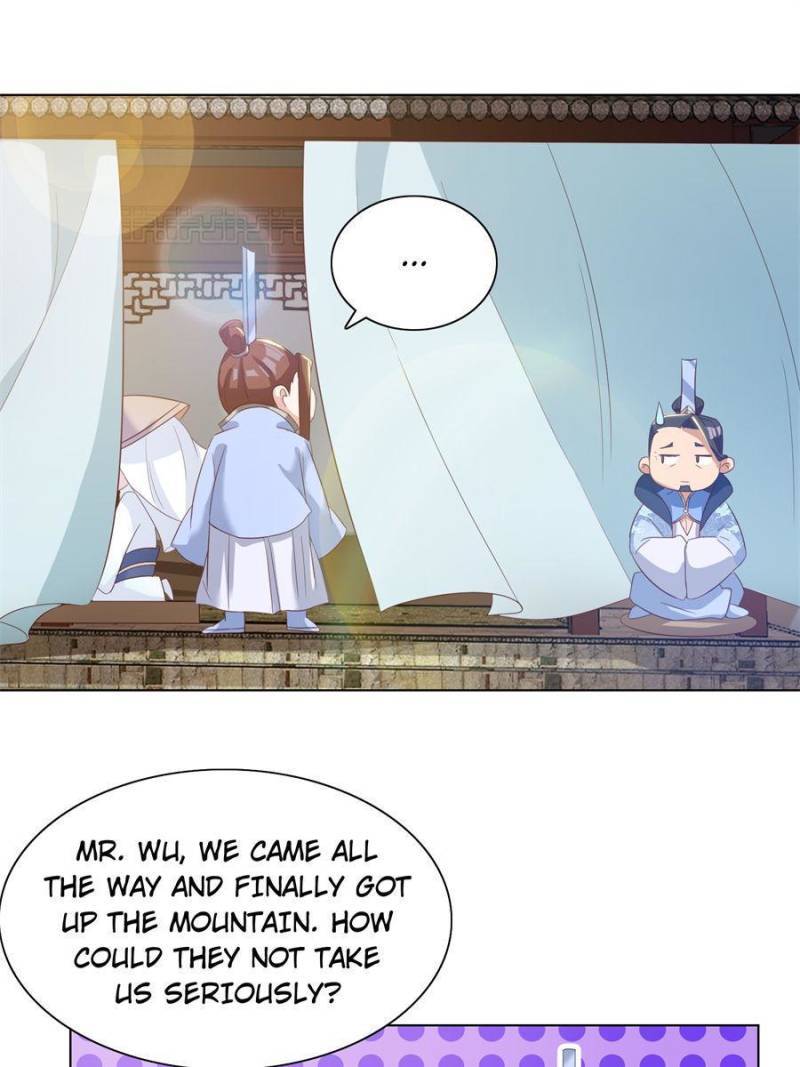 ...
MR. WU, WE CAME ALL
THE WAY AND FINALLY GOT
UP THE MOUNTAIN. HOW
COULD THEY NOT TAKE
US SERIOUSLY?